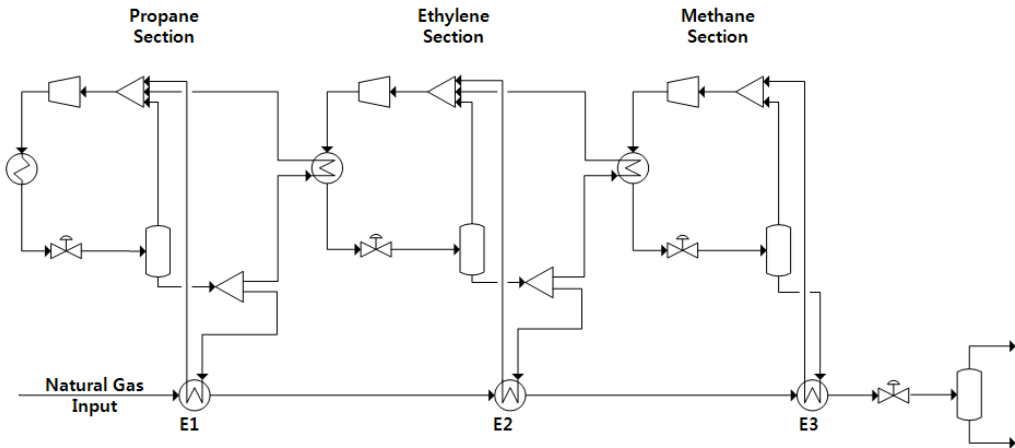 Propane
Section
Ethylene
Section
Methane
Section
Natural Gas
Input
E1
E2
E3